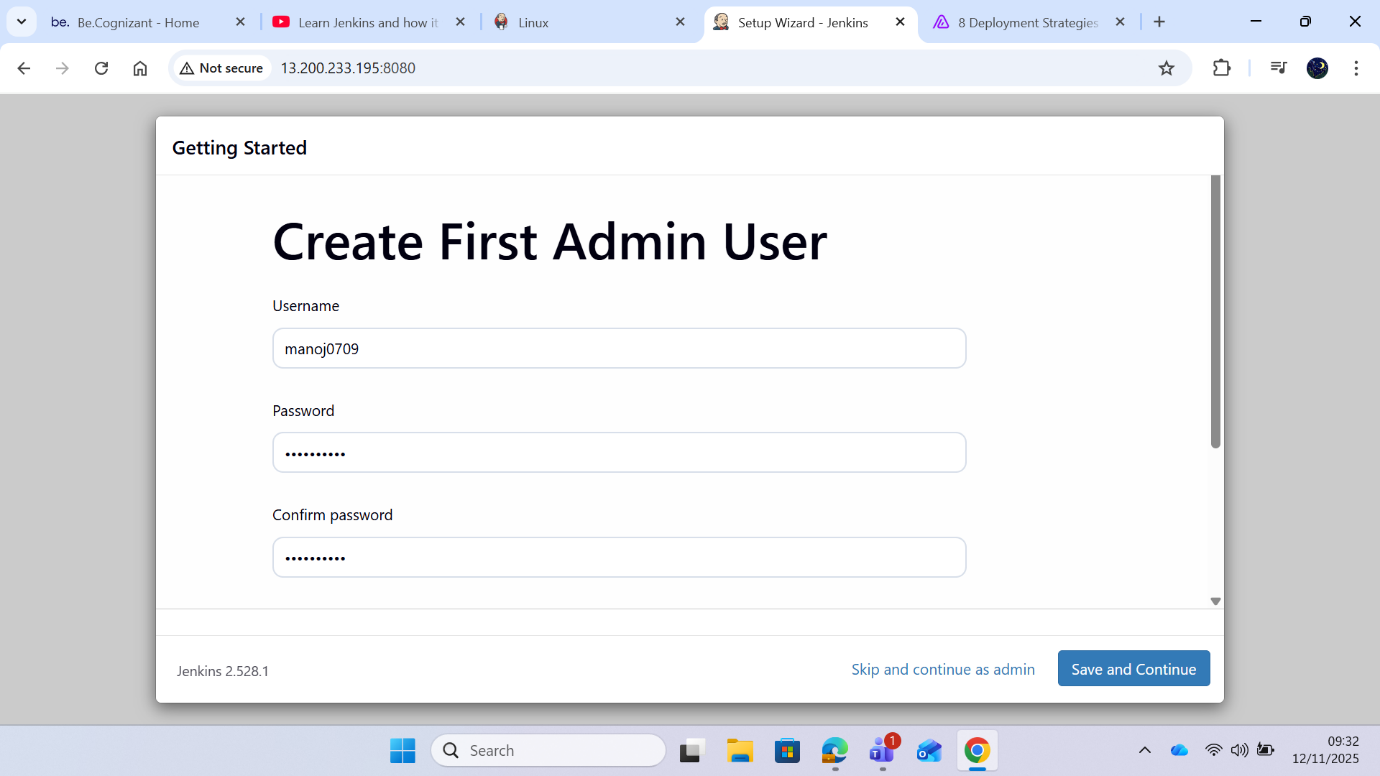 be. Be.Cognizant - Home
Learn Jenkins and how it
Linux
Setup Wizard - Jenkins
8 Deployment Strategies
Not secure
13.200.233.195:8080
Getting Started
Create First Admin User
Username
manoj0709
Password
••••••••••
Confirm password
••••••••••
Jenkins 2.528.1
Skip and continue as admin
Save and Continue
Search
1
09:32
12/11/2025